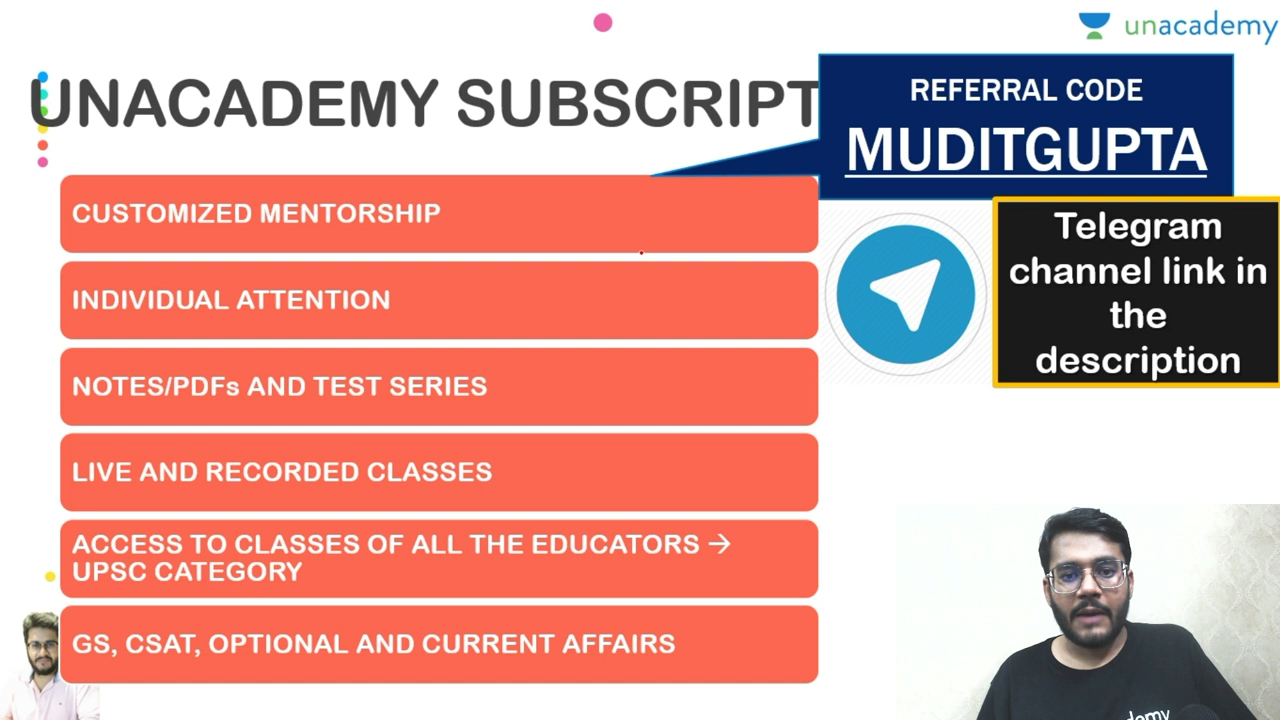 unacademy
UNACADEMY SUBSCRIPT
REFERRAL CODE
MUDITGUPTA
CUSTOMIZED MENTORSHIP
INDIVIDUAL ATTENTION
NOTES/PDFs AND TEST SERIES
LIVE AND RECORDED CLASSES
ACCESS TO CLASSES OF ALL THE EDUCATORS →
UPSC CATEGORY
GS, CSAT, OPTIONAL AND CURRENT AFFAIRS
Telegram
channel link in
the
description
demy